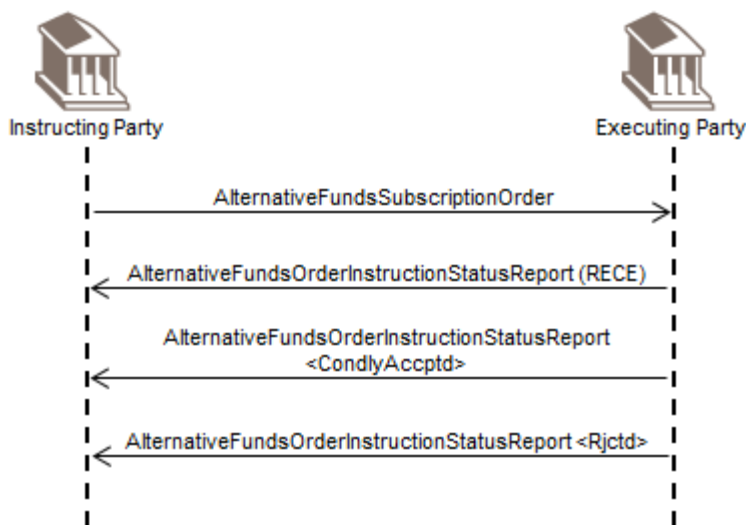 Instructing Party
Executing Party
AlternativeFundsSubscriptionOrder
AlternativeFundsOrderInstructionStatusReport (RECE)
AlternativeFundsOrderInstructionStatusReport
<CondlyAccptd>
AlternativeFundsOrderInstructionStatusReport <Rjctd>